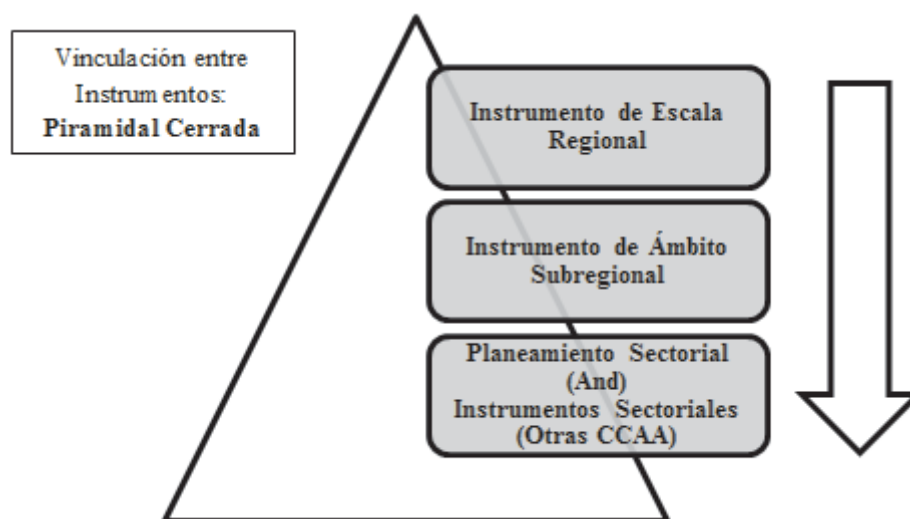 Vinculación entre
Instrumentos:
Piramidal Cerrada
Instrumento de Escala
Regional
Instrumento de Ámbito
Subregional
Planeamiento Sectorial
(And)
Instrumentos Sectoriales
(Otras CCAA)